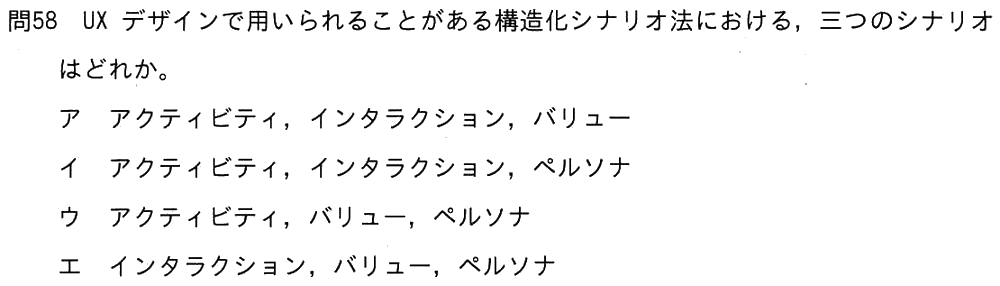 問58 UX デザインで用いられることがある構造化シナリオ法における，三つのシナリオ
はどれか。
ア アクティビティ，インタラクション，バリュー
イ アクティビティ，インタラクション，ペルソナ
ウ アクティビティ，バリュー，ペルソナ
エ インタラクション，バリュー，ペルソナ